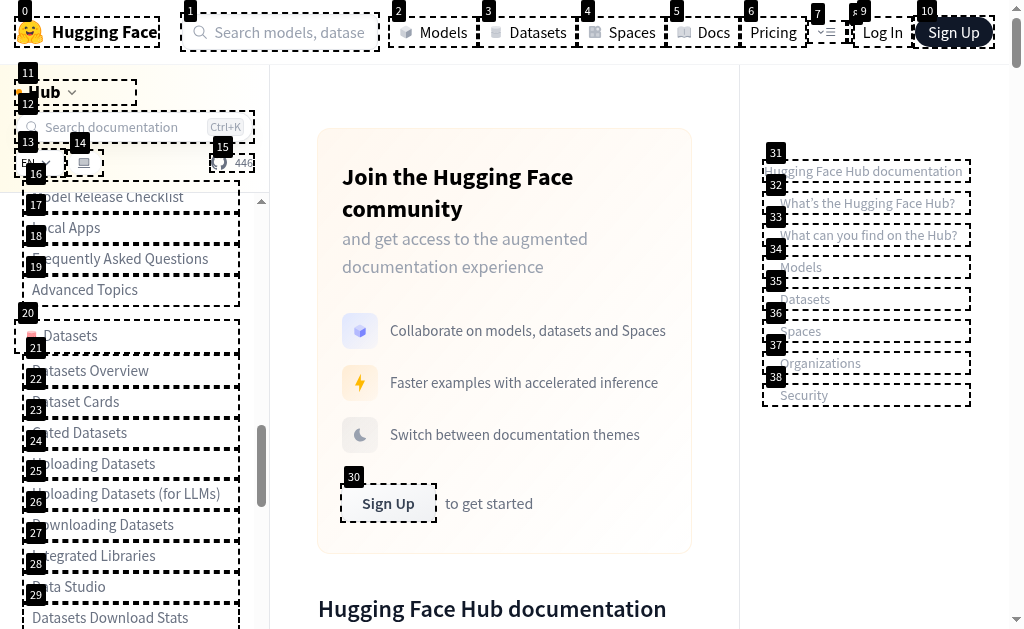 0
1
2
3
4
5
6
7
9
10
Hugging Face
Search models, datase
Models
Datasets
Spaces
Docs
Pricing
Log In
Sign Up
11
Hub
12
Search documentation
Ctrl+K
13
14
15
EN
446
16
Model Release Checklist
17
Local Apps
18
Frequently Asked Questions
19
Advanced Topics
20
Datasets
21
Datasets Overview
22
Dataset Cards
23
Gated Datasets
24
Uploading Datasets
25
Uploading Datasets (for LLMs)
26
Downloading Datasets
27
Integrated Libraries
28
Data Studio
29
Datasets Download Stats
Join the Hugging Face
community
and get access to the augmented
documentation experience
Collaborate on models, datasets and Spaces
Faster examples with accelerated inference
Switch between documentation themes
30
Sign Up
to get started
Hugging Face Hub documentation
31
Hugging Face Hub documentation
32
What's the Hugging Face Hub?
33
What can you find on the Hub?
34
Models
35
Datasets
36
Spaces
37
Organizations
38
Security